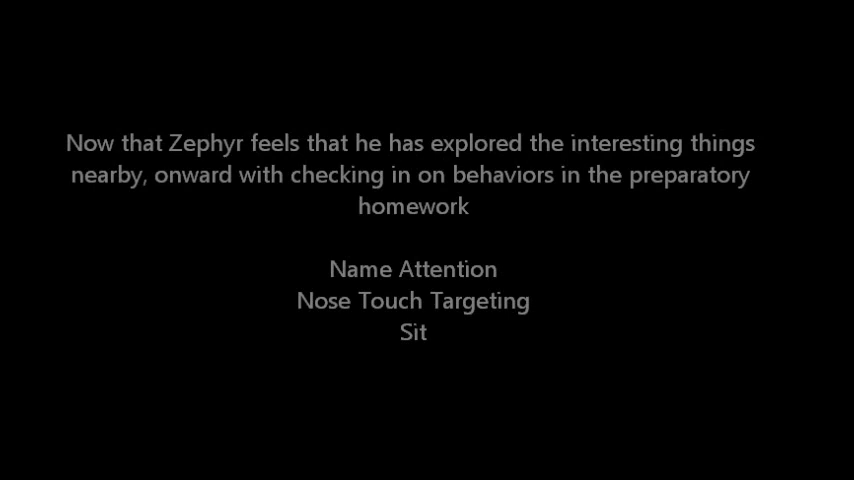 Now that Zephyr feels that he has explored the interesting things
nearby, onward with checking in on behaviors in the preparatory
homework
Name Attention
Nose Touch Targeting
Sit